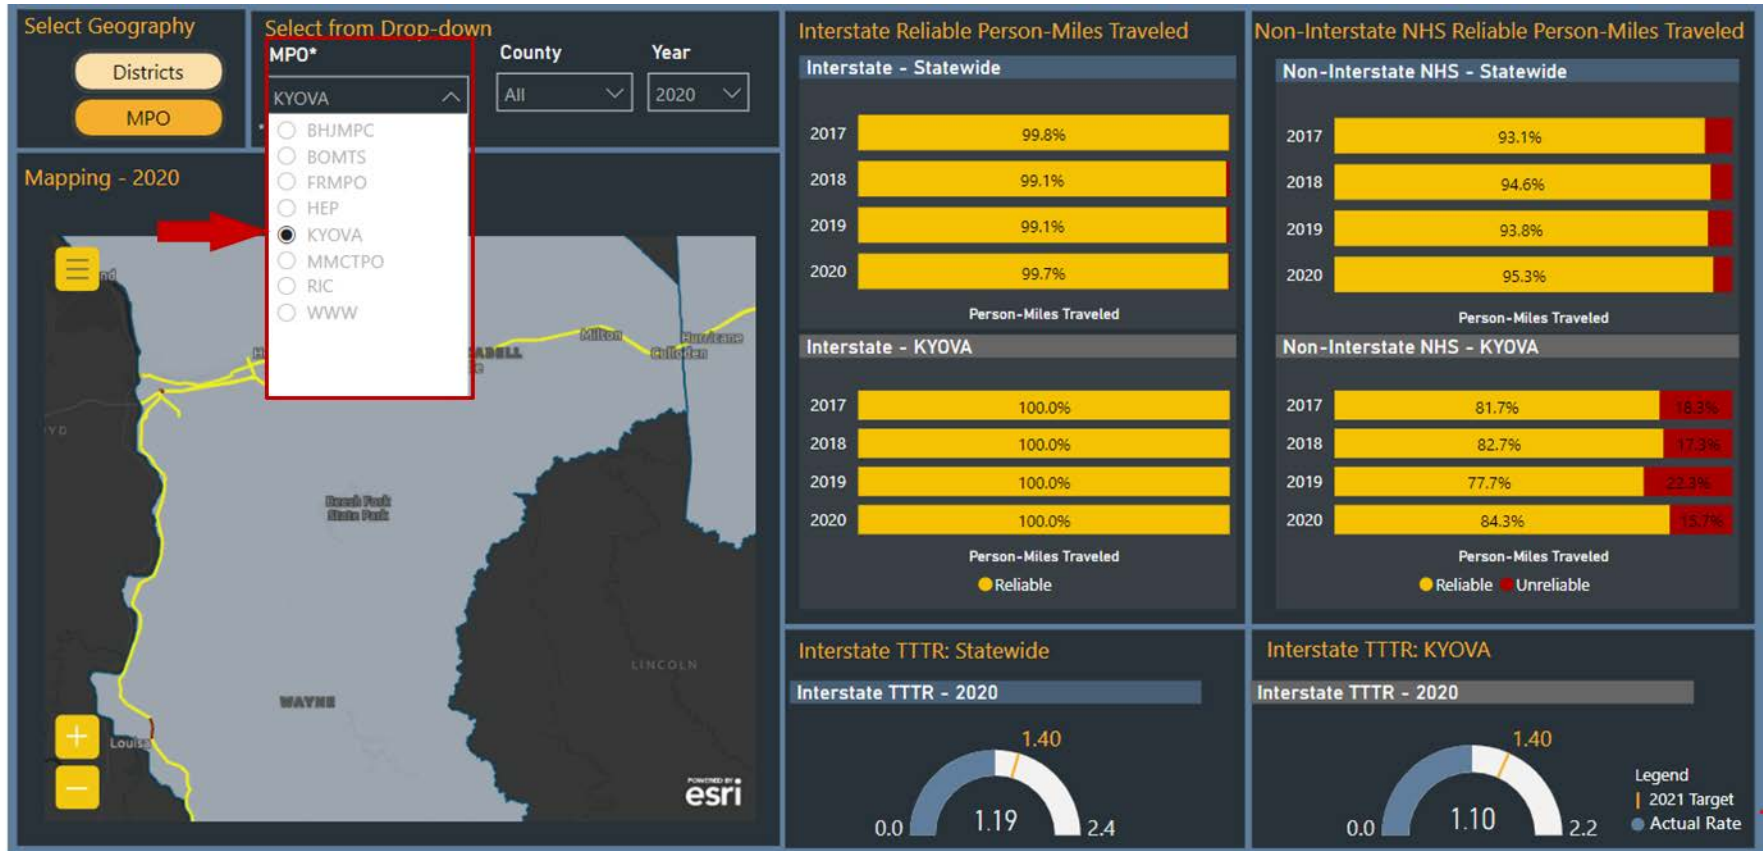 Select Geography
Districts
MPO
Select from Drop-down
MPO*
County
Year
KYOVA
All
2020
*
BHJMPC
BOMTS
FRMPO
HEP
KYOVA
MMCTPO
RIC
WWW
Mapping - 2020
nd
H
ABELL
Milton
Hurricane
Culloden
YD
Beech Fork
State Park
LINCOLN
WAYNE
Louisa
POWERED BY
esri
Interstate Reliable Person-Miles Traveled
Interstate - Statewide
2017 99.8%
2018 99.1%
2019 99.1%
2020 99.7%
Person-Miles Traveled
Interstate - KYOVA
2017 100.0%
2018 100.0%
2019 100.0%
2020 100.0%
Person-Miles Traveled
Reliable
Non-Interstate NHS Reliable Person-Miles Traveled
Non-Interstate NHS - Statewide
2017 93.1%
2018 94.6%
2019 93.8%
2020 95.3%
Person-Miles Traveled
Non-Interstate NHS - KYOVA
2017 81.7% 18.3%
2018 82.7% 17.3%
2019 77.7% 22.3%
2020 84.3% 15.7%
Person-Miles Traveled
Reliable Unreliable
Interstate TTTR: Statewide
Interstate TTTR - 2020
1.40
0.0 1.19 2.4
Interstate TTTR: KYOVA
Interstate TTTR - 2020
1.40
0.0 1.10 2.2
Legend
2021 Target
Actual Rate